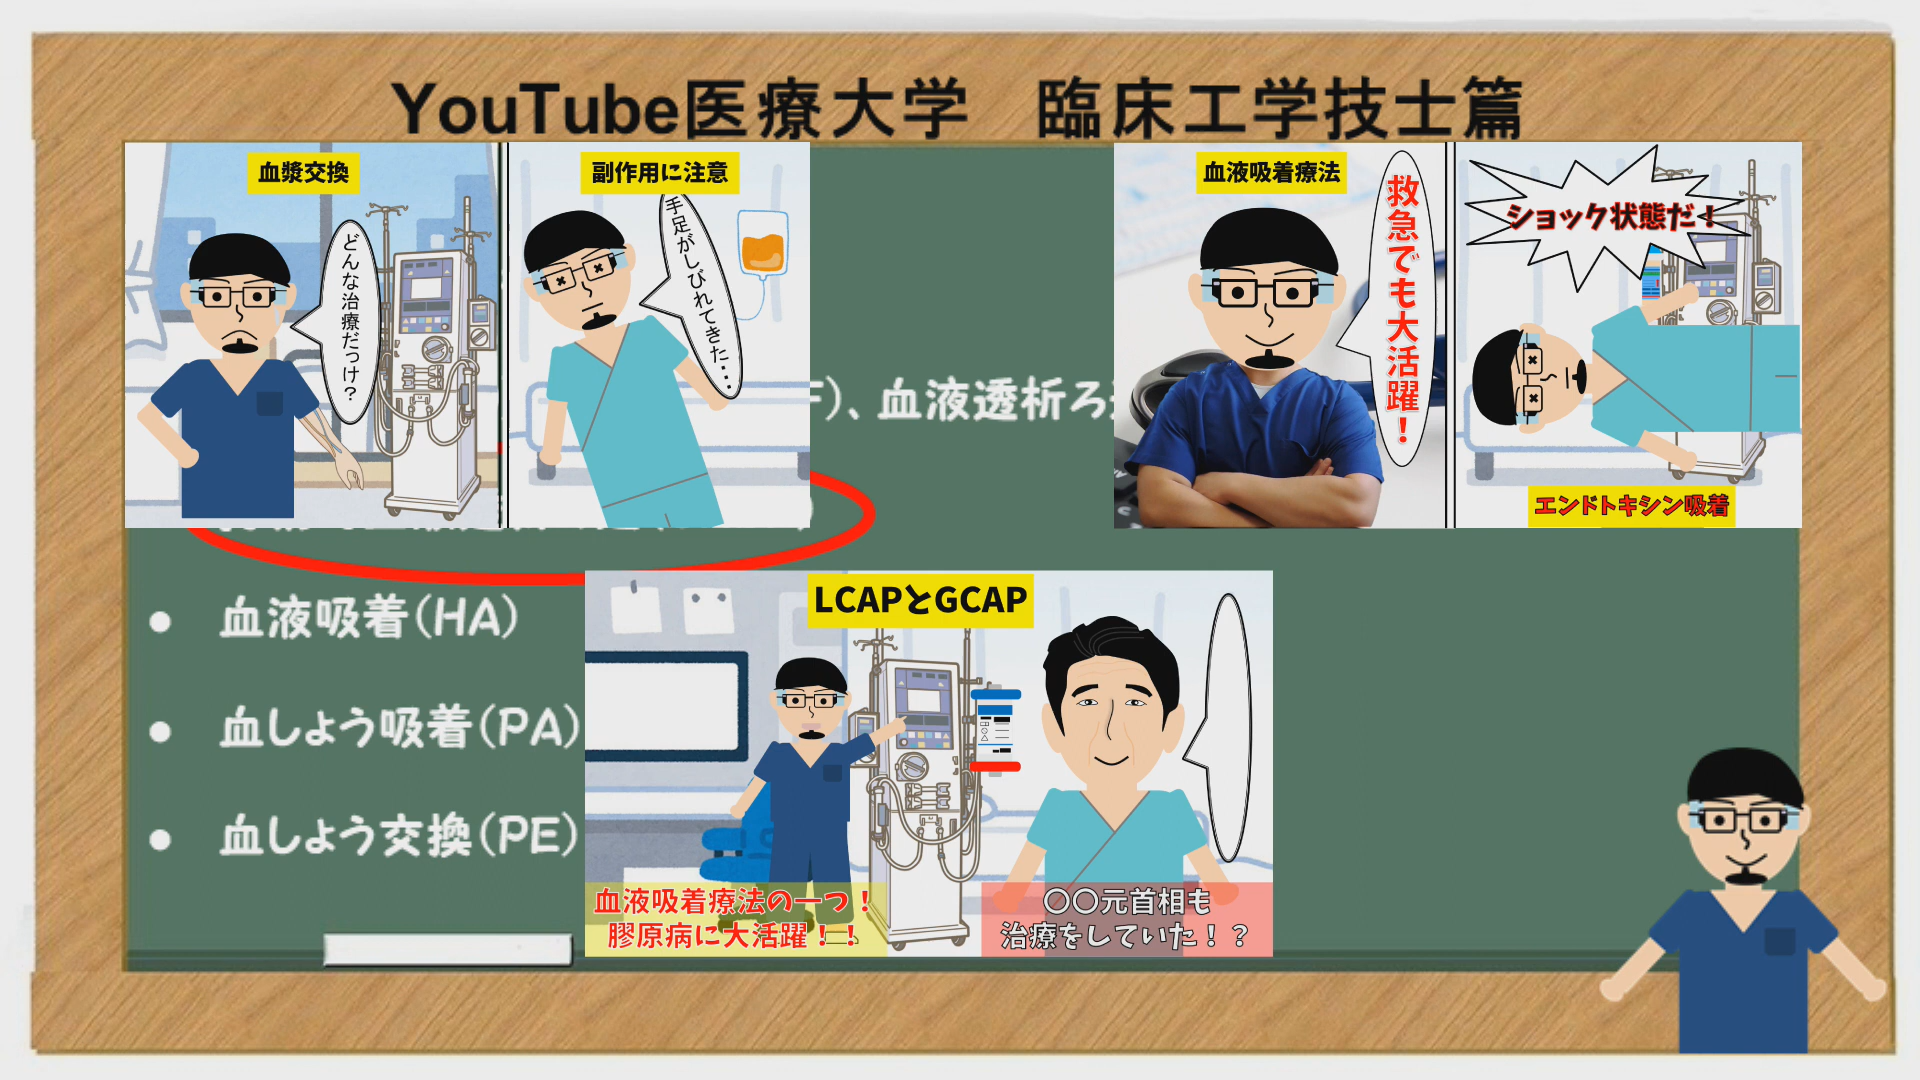 YouTube医療大学　臨床工学技士篇
血漿交換
どんな治療だっけ？
副作用に注意
手足がしびれてきた・・・
血液吸着療法
救急でも大活躍！
ショック状態だ！
エンドトキシン吸着
F)、血液透析ろ
● 血液吸着(HA)
● 血しょう吸着(PA)
● 血しょう交換(PE)
LCAPとGCAP
血液吸着療法の一つ！
膠原病に大活躍！！
〇〇元首相も
治療をしていた！？